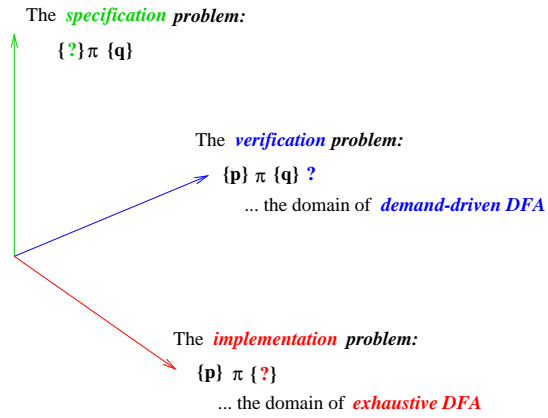 The specification problem:
{?} π {q}
The verification problem:
{p} π {q} ?
... the domain of demand-driven DFA
The implementation problem:
{p} π {?}
... the domain of exhaustive DFA